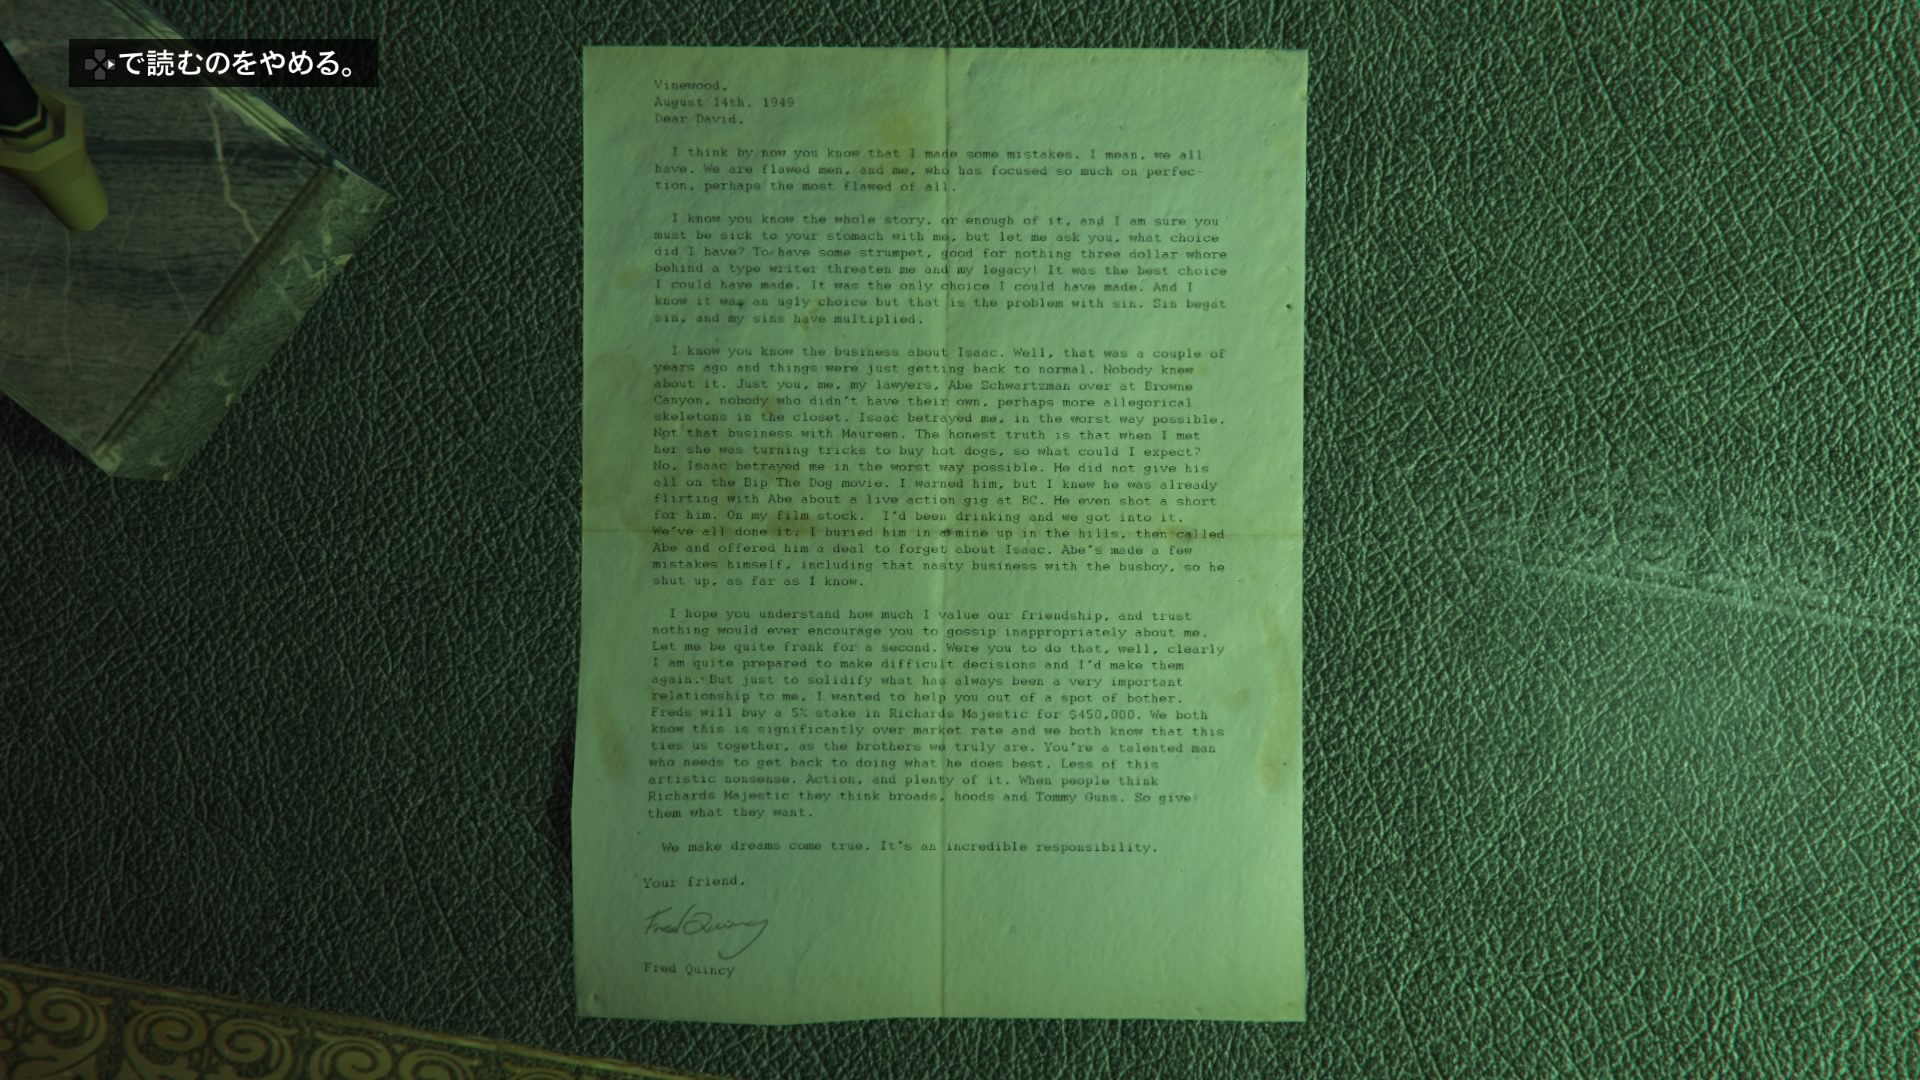 で読むのをやめる。
Vinewood,
August 14th. 1949
Dear David,
I think by now you know that I made some mistakes. I mean, we all
have. We are flawed men, and me, who has focused so much on perfec-
tion, perhaps the most flawed of all.
I know you know the whole story, or enough of it, and I am sure you
must be sick to your stomach with me, but let me ask you, what choice
did I have? To have some strumpet, good for nothing three dollar whore
behind a type writer threaten me and my legacy! It was the best choice
I could have made. It was the only choice I could have made. And I
know it was an ugly choice but that is the problem with sin. Sin begat
sin, and my sins have multiplied.
I know you know the business about Isaac. Well, that was a couple of
years ago and things were just getting back to normal. Nobody knew
about it. Just you, me, my lawyers, Abe Schwartzman over at Browne
Canyon, nobody who didn't have their own, perhaps more allegorical
skeletons in the closet. Isaac betrayed me, in the worst way possible.
Not that business with Maureen. The honest truth is that when I met
her she was turning tricks to buy hot dogs, so what could I expect?
No, Isaac betrayed me in the worst way possible. He did not give his
all on the Bip The Dog movie. I warned him, but I knew he was already
flirting with Abe about a live action gig at BC. He even shot a short
for him. On my film stock. I'd been drinking and we got into it.
We've all done it. I buried him in a mine up in the hills, then called
Abe and offered him a deal to forget about Isaac. Abe's made a few
mistakes himself, including that nasty business with the busboy, so he
shut up, as far as I know.
I hope you understand how much I value our friendship, and trust
nothing would ever encourage you to gossip inappropriately about me.
Let me be quite frank for a second. Were you to do that, well, clearly
I am quite prepared to make difficult decisions and I'd make them
again. But just to solidify what has always been a very important
relationship to me, I wanted to help you out of a spot of bother.
Freds will buy a 5% stake in Richards Majestic for $450,000. We both
know this is significantly over market rate and we both know that this
ties us together, as the brothers we truly are. You're a talented man
who needs to get back to doing what he does best. Less of this
artistic nonsense. Action, and plenty of it. When people think
Richards Majestic they think broads, hoods and Tommy Guns. So give
them what they want.
We make dreams come true. It's an incredible responsibility.
Your friend,
Fred Quincy
Fred Quincy